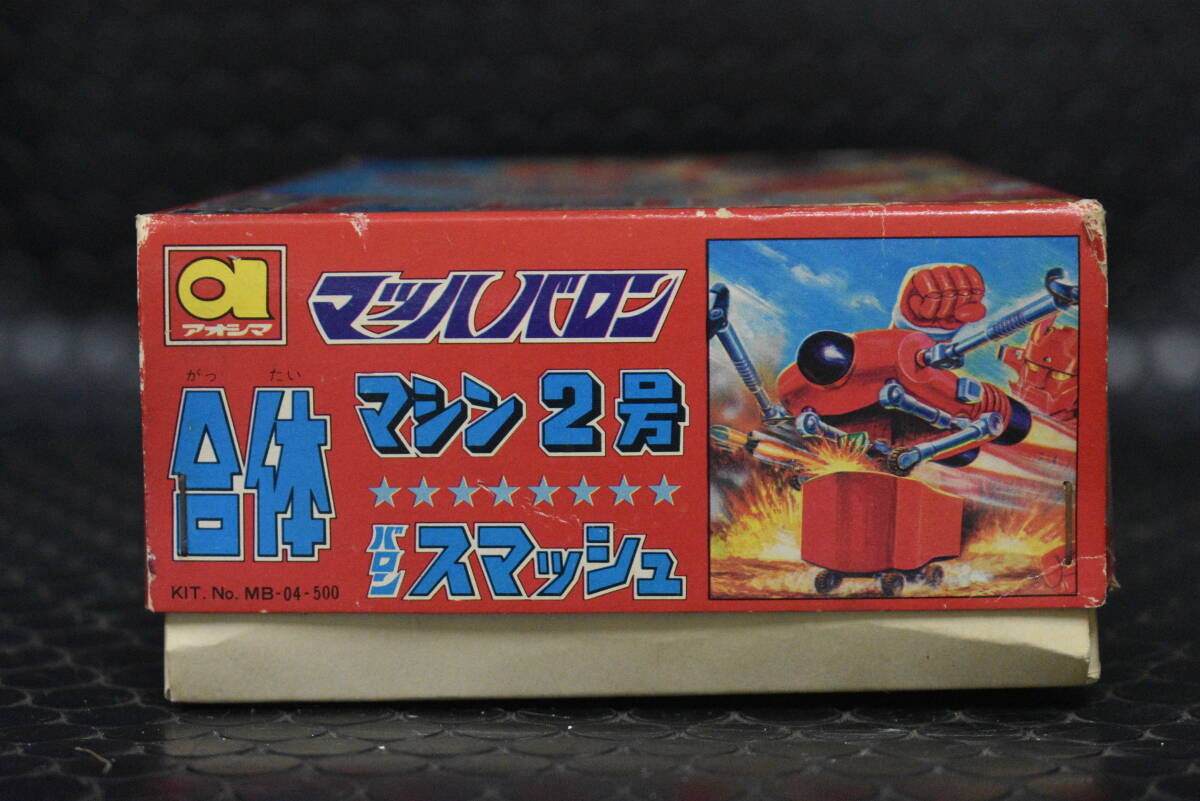 a
アオシマ
マッハバロン
がったい
合体
マシン2号
バロン
スマッシュ
KIT. No. MB-04-500